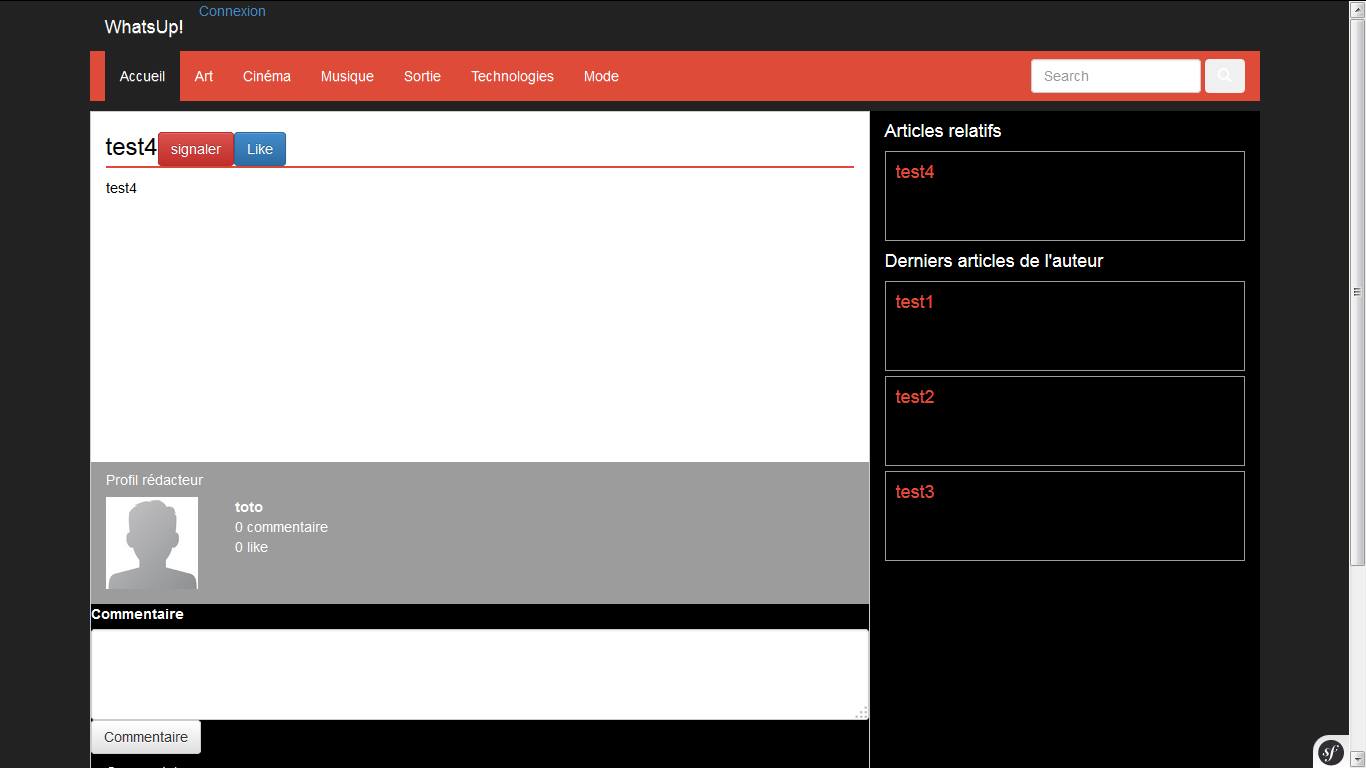 Connexion
WhatsUp!
Accueil Art Cinéma Musique Sortie Technologies Mode Search
test4 signaler Like
test4
Profil rédacteur
toto
0 commentaire
0 like
Commentaire
Commentaire
Articles relatifs
test4
Derniers articles de l'auteur
test1
test2
test3
sf